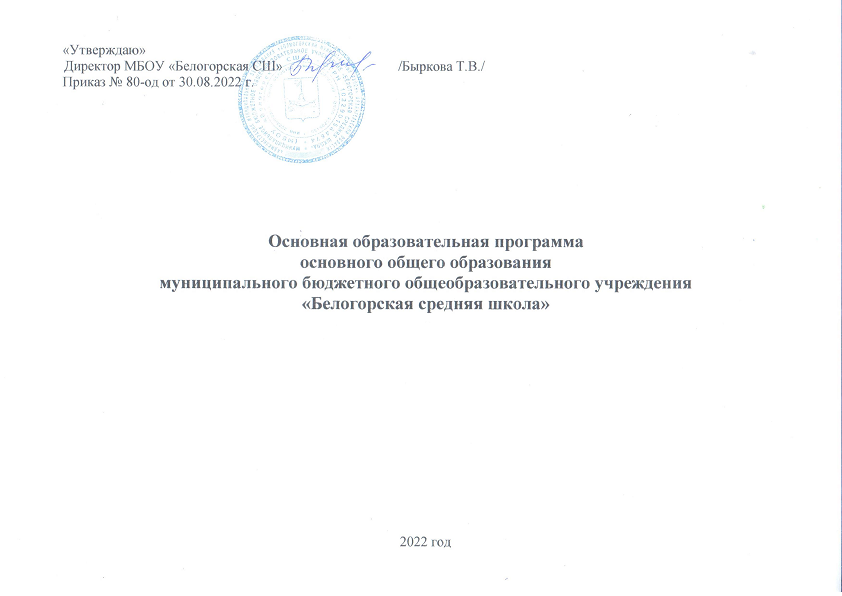 «Утверждаю»
Директор МБОУ «Белогорская СШ» /Быркова Т.В./
Приказ № 80-од от 30.08.2022 г.
Основная образовательная программа
основного общего образования
муниципального бюджетного общеобразовательного учреждения
«Белогорская средняя школа»
2022 год